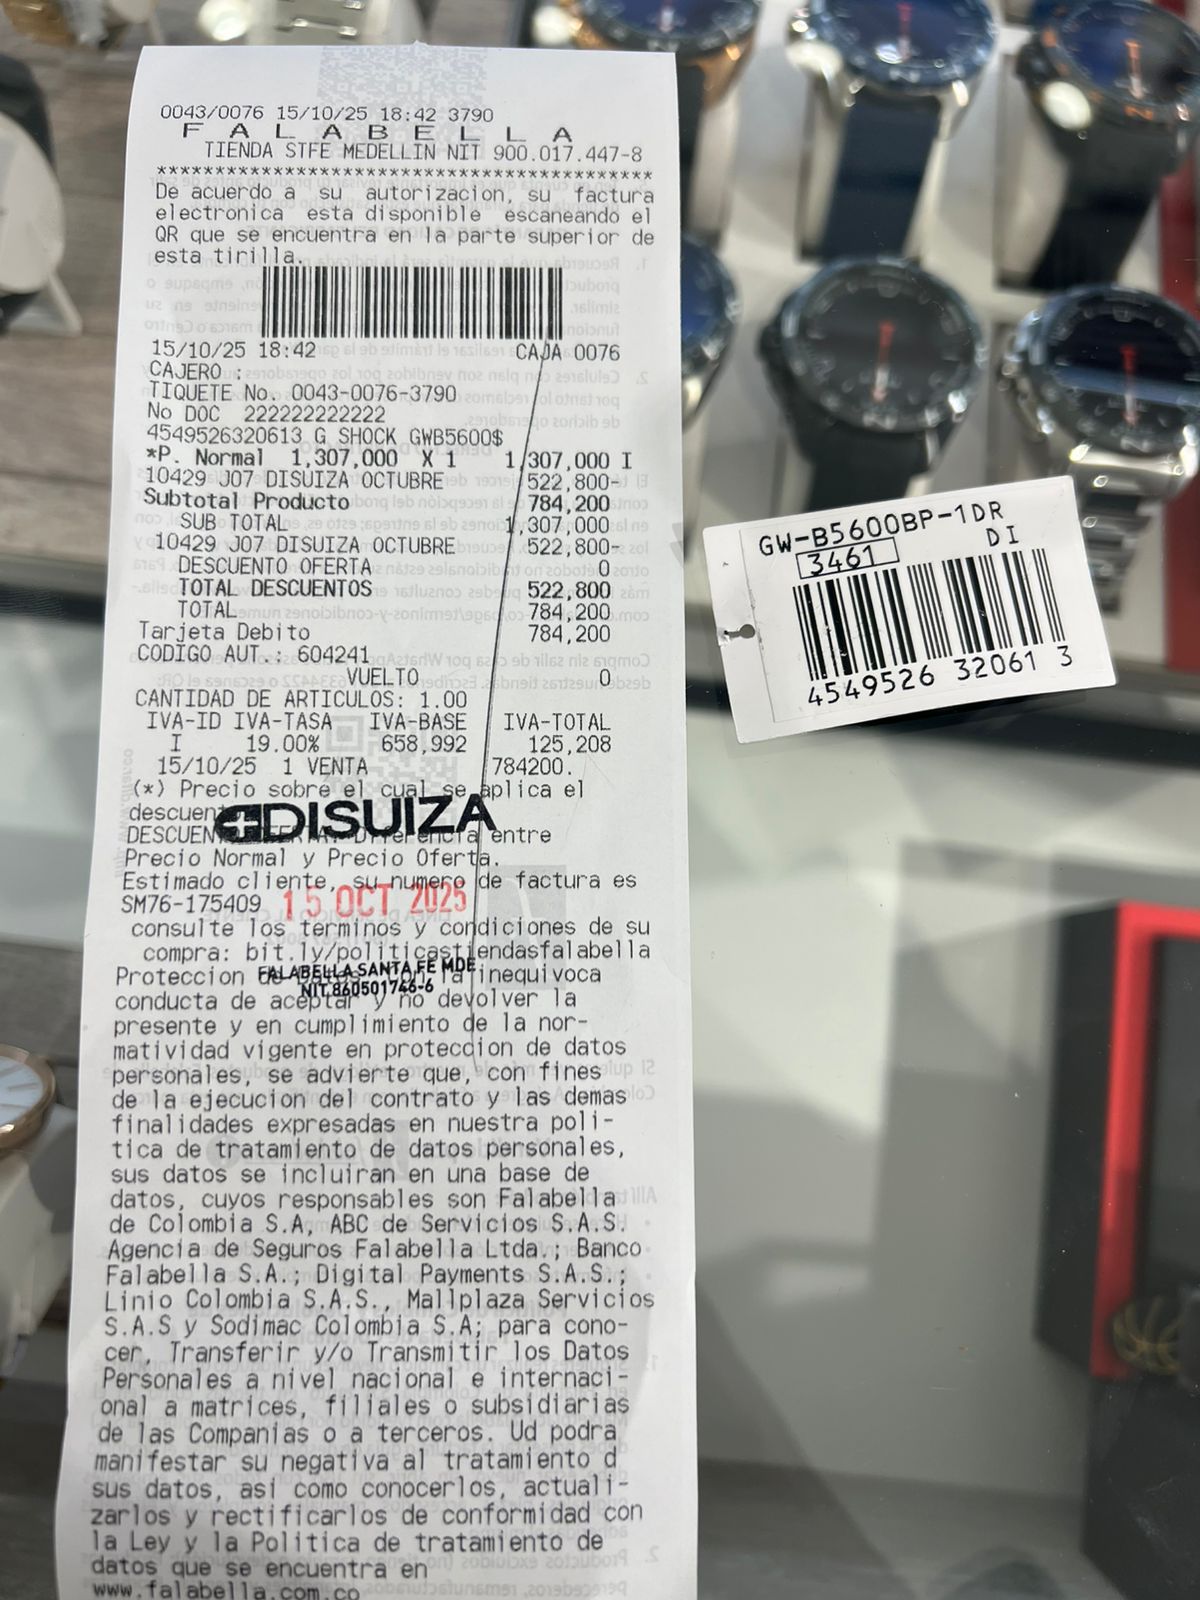 0043/0076 15/10/25 18:42 3790
F A L A B E L L A
TIENDA STFE MEDELLIN NIT 900.017.447-8
********************************************
De acuerdo a su autorizacion, su factura
electronica esta disponible escaneando el
QR que se encuentra en la parte superior de
esta tirilla.
15/10/25 18:42 CAJA 0076
CAJERO :
TIQUETE No. 0043-0076-3790
No DOC 222222222222
4549526320613 G SHOCK GWB5600$
*P. Normal 1,307,000 X 1 1,307,000 I
10429 J07 DISUIZA OCTUBRE 522,800-
Subtotal Producto 784,200
SUB TOTAL 1,307,000
10429 J07 DISUIZA OCTUBRE 522,800-
DESCUENTO OFERTA 0
TOTAL DESCUENTOS 522,800
TOTAL 784,200
Tarjeta Debito 784,200
CODIGO AUT.: 604241
VUELTO 0
CANTIDAD DE ARTICULOS: 1.00
IVA-ID IVA-TASA IVA-BASE IVA-TOTAL
I 19.00% 658,992 125,208
15/10/25 1 VENTA 784200.
(*) Precio sobre el cual se aplica el
descuen
DISUIZA
DESCUEN Diferencia entre
Precio Normal y Precio Oferta.
Estimado cliente, su numero de factura es
SM76-175409
15 OCT 2025
consulte los terminos y condiciones de su
compra: bit.ly/politicastiendasfalabella
Proteccion de inequivoca
FALABELLA SANTA FE MDE
NIT.860501746-6
conducta de aceptar y no devolver la
presente y en cumplimiento de la nor-
matividad vigente en proteccion de datos
personales, se advierte que, con fines
de la ejecucion del contrato y las demas
finalidades expresadas en nuestra poli-
tica de tratamiento de datos personales,
sus datos se incluiran en una base de
datos, cuyos responsables son Falabella
de Colombia S.A, ABC de Servicios S.A.S.
Agencia de Seguros Falabella Ltda.; Banco
Falabella S.A.; Digital Payments S.A.S.;
Linio Colombia S.A.S., Mallplaza Servicios
S.A.S y Sodimac Colombia S.A; para cono-
cer, Transferir y/o Transmitir los Datos
Personales a nivel nacional e internaci-
onal a matrices, filiales o subsidiarias
de las Companias o a terceros. Ud podra
manifestar su negativa al tratamiento d
sus datos, asi como conocerlos, actuali-
zarlos y rectificarlos de conformidad con
la Ley y la Politica de tratamiento de
datos que se encuentra en
www.falabella.com.co
GW-B5600BP-1DR
3461 DI
4549526 32061 3